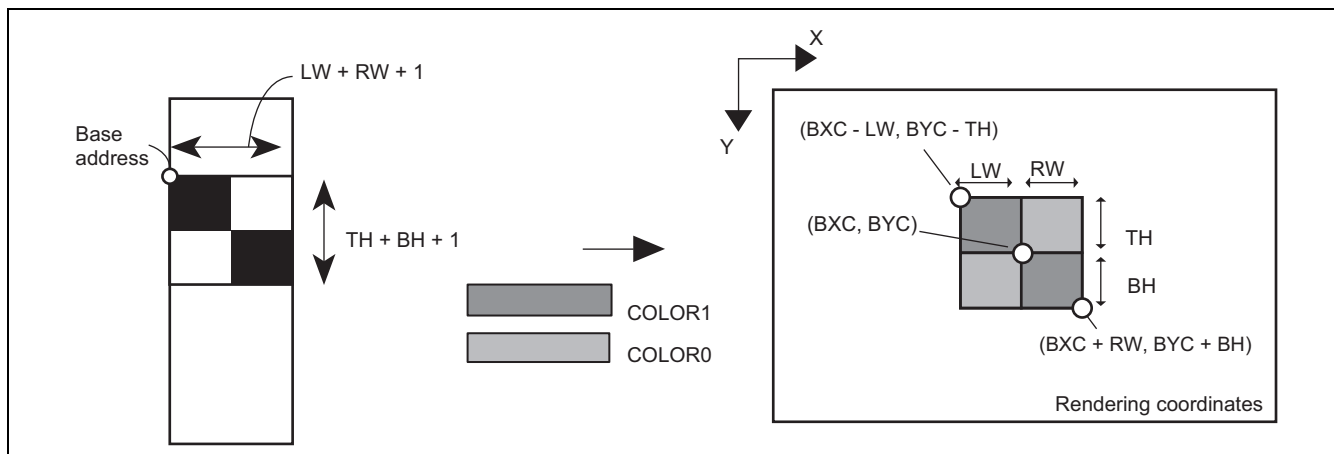 LW + RW + 1
Base
address
TH + BH + 1
COLOR1
COLOR0
X
Y
(BXC - LW, BYC - TH)
LW
RW
(BXC, BYC)
TH
BH
(BXC + RW, BYC + BH)
Rendering coordinates